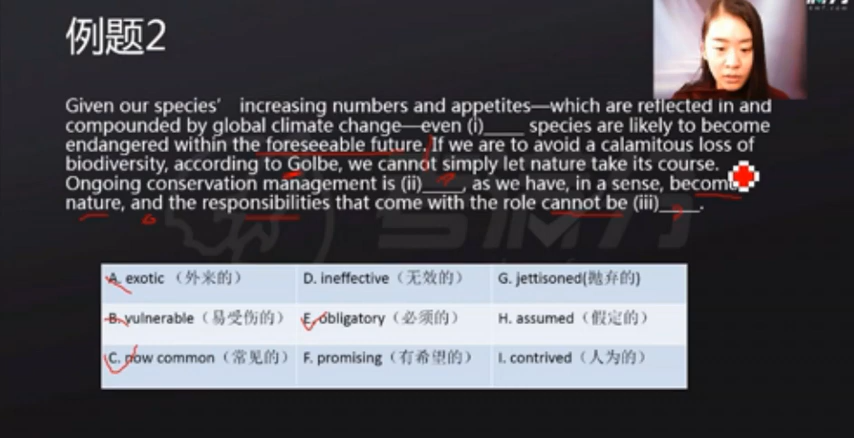 例题2
Given our species' increasing numbers and appetites—which are reflected in and
compounded by global climate change—even (i)____ species are likely to become
endangered within the foreseeable future. If we are to avoid a calamitous loss of
biodiversity, according to Golbe, we cannot simply let nature take its course.
Ongoing conservation management is (ii)____, as we have, in a sense, become
nature, and the responsibilities that come with the role cannot be (iii)____.
A. exotic（外来的） D. ineffective（无效的） G. jettisoned(抛弃的)
B. vulnerable（易受伤的） E. obligatory（必须的） H. assumed（假定的）
C. now common（常见的） F. promising（有希望的） I. contrived（人为的）